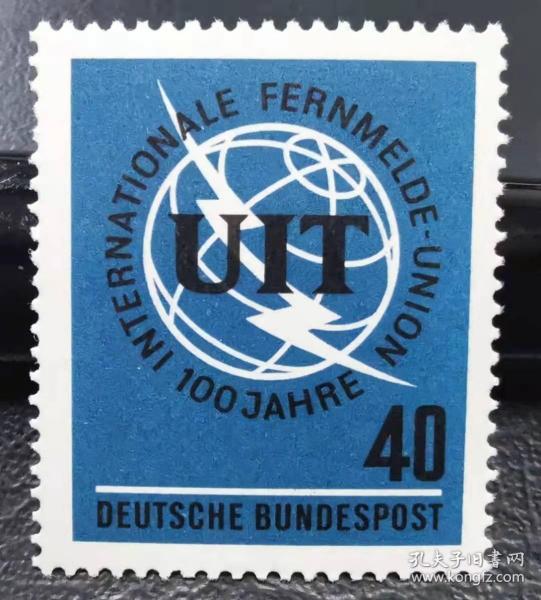 INTERNATIONALE FERNMELDE-UNION
100 JAHRE
UIT
40
DEUTSCHE BUNDESPOST
孔夫子旧书网
www.kongfz.com